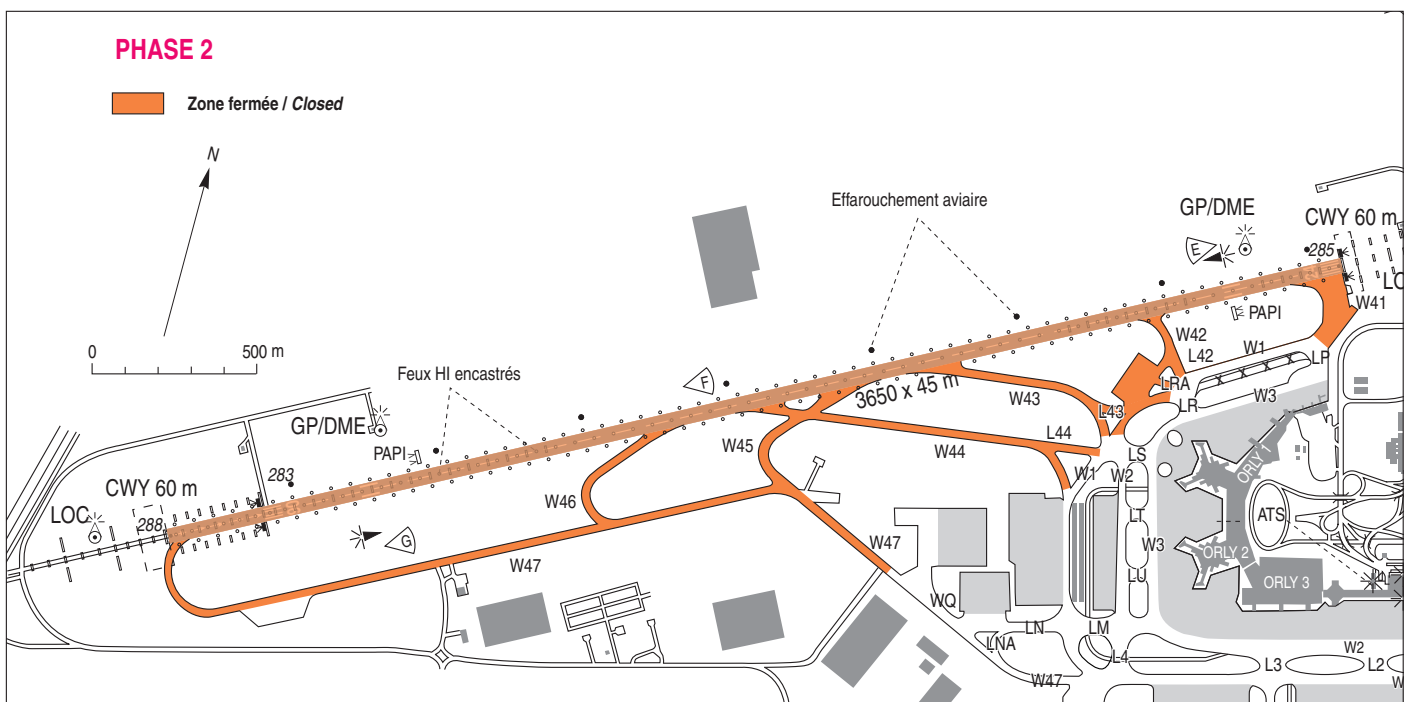 PHASE 2
Zone fermée / Closed
N
0 500 m
Effarouchement aviaire
GP/DME
CWY 60 m
E
285
LO
W41
PAPI
W42
L42
W1
LP
LRA
LR
W3
3650 x 45 m
W43
L43
L44
F
Feux HI encastrés
GP/DME
PAPI
283
CWY 60 m
LOC
288
G
W45
W44
W46
W47
W47
W1
LS
W2
LT
W3
LU
ORLY 1
ATS
ORLY 2
ORLY 3
WQ
LN
LNA
LM
L4
W47
L3
W2
L2
W